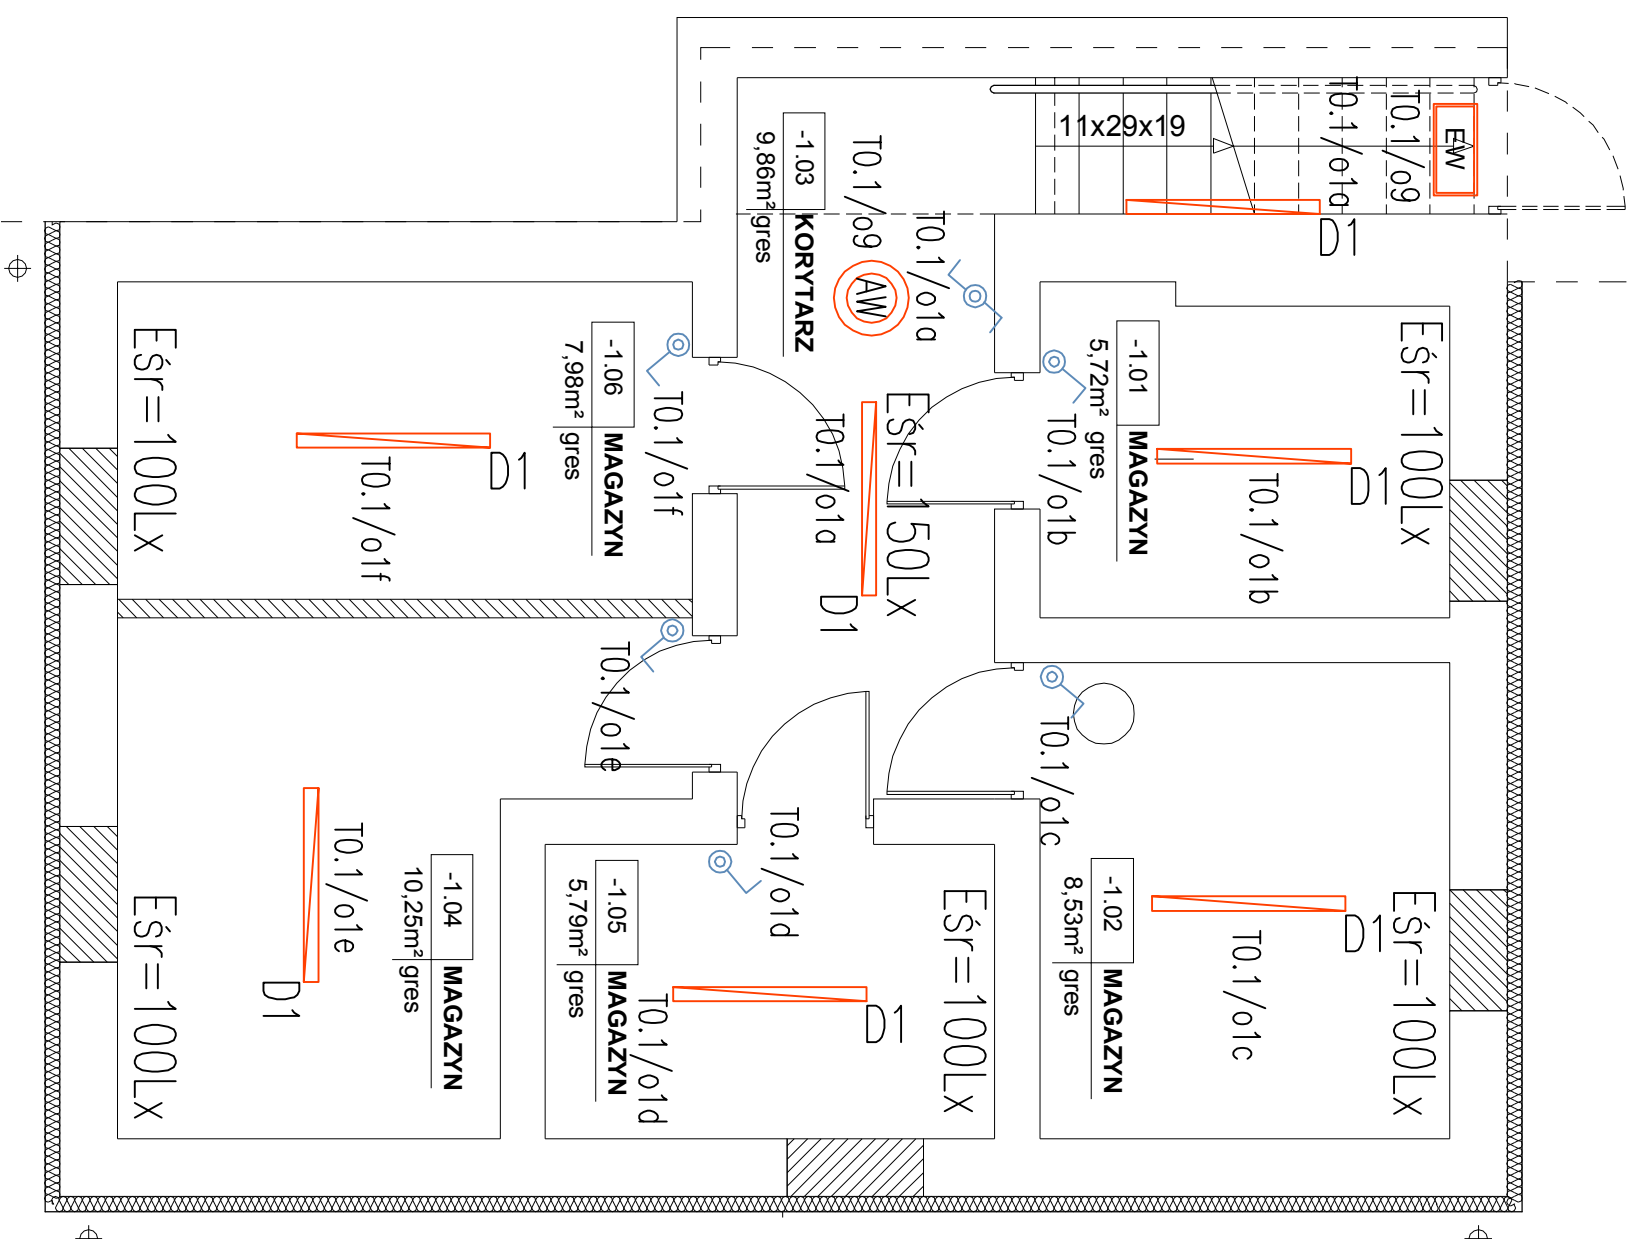 11x29x19
T0.1/o1a
T0.1/o9
EW
D1
-1.03
KORYTARZ
9,86m² gres
T0.1/o9
AW
T0.1/o1a
Eśr=150Lx
T0.1/o1a
D1
-1.01
MAGAZYN
5,72m² gres
T0.1/o1b
Eśr=100Lx
D1
T0.1/o1b
-1.06
MAGAZYN
7,98m² gres
T0.1/o1f
Eśr=100Lx
D1
T0.1/o1f
T0.1/o1e
T0.1/o1e
D1
-1.04
MAGAZYN
10,25m² gres
Eśr=100Lx
T0.1/o1d
-1.05
MAGAZYN
5,79m² gres
T0.1/o1d
D1
Eśr=100Lx
T0.1/o1c
-1.02
MAGAZYN
8,53m² gres
D1
T0.1/o1c
Eśr=100Lx